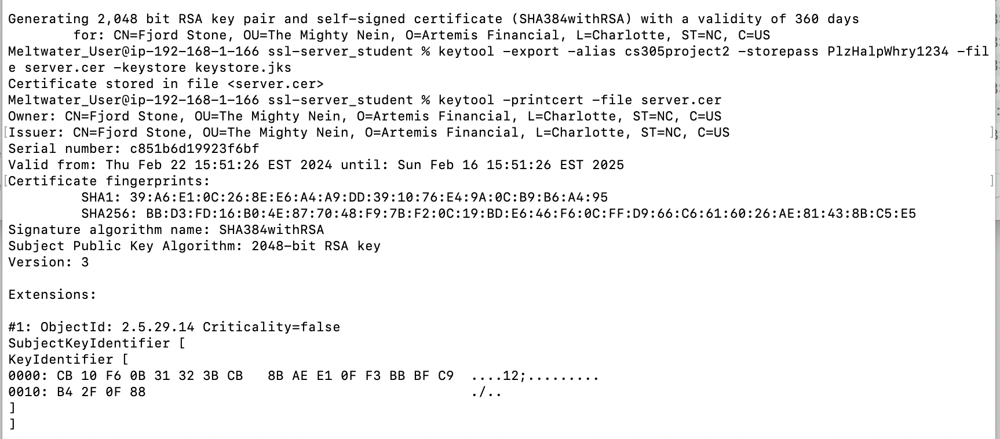 Generating 2,048 bit RSA key pair and self-signed certificate (SHA384withRSA) with a validity of 360 days
        for: CN=Fjord Stone, OU=The Mighty Nein, O=Artemis Financial, L=Charlotte, ST=NC, C=US
Meltwater_User@ip-192-168-1-166 ssl-server_student % keytool -export -alias cs305project2 -storepass PlzHalpWhry1234 -fil
e server.cer -keystore keystore.jks
Certificate stored in file <server.cer>
Meltwater_User@ip-192-168-1-166 ssl-server_student % keytool -printcert -file server.cer
Owner: CN=Fjord Stone, OU=The Mighty Nein, O=Artemis Financial, L=Charlotte, ST=NC, C=US
[Issuer: CN=Fjord Stone, OU=The Mighty Nein, O=Artemis Financial, L=Charlotte, ST=NC, C=US ]
Serial number: c851b6d19923f6bf
Valid from: Thu Feb 22 15:51:26 EST 2024 until: Sun Feb 16 15:51:26 EST 2025
[Certificate fingerprints: ]
         SHA1: 39:A6:E1:0C:26:8E:E6:A4:A9:DD:39:10:76:E4:9A:0C:B9:B6:A4:95
         SHA256: BB:D3:FD:16:B0:4E:87:70:48:F9:7B:F2:0C:19:BD:E6:46:F6:0C:FF:D9:66:C6:61:60:26:AE:81:43:8B:C5:E5
Signature algorithm name: SHA384withRSA
Subject Public Key Algorithm: 2048-bit RSA key
Version: 3
Extensions:
#1: ObjectId: 2.5.29.14 Criticality=false
SubjectKeyIdentifier [
KeyIdentifier [
0000: CB 10 F6 0B 31 32 3B CB   8B AE E1 0F F3 BB BF C9  ....12;.........
0010: B4 2F 0F 88                                        ./..
]
]